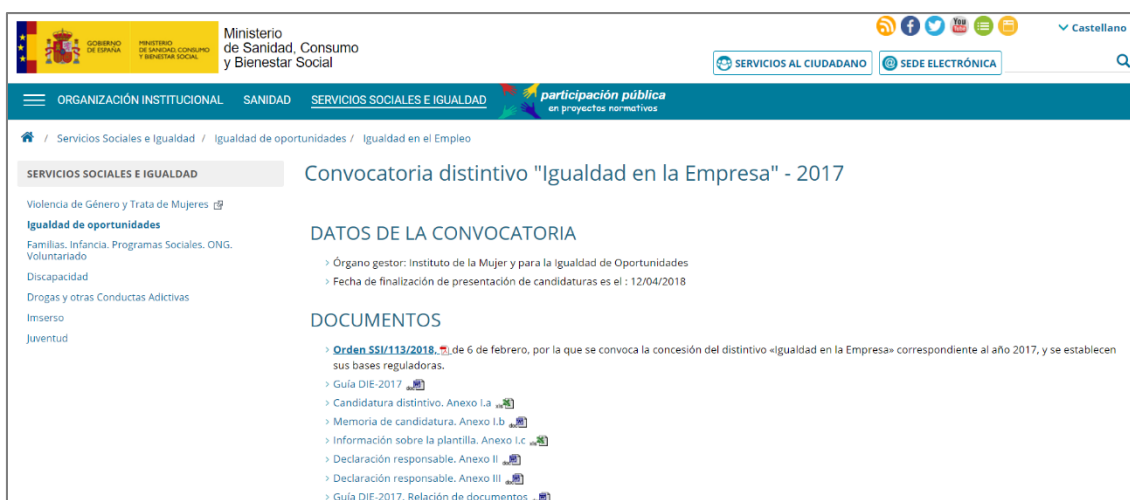 GOBIERNO
DE ESPAÑA
MINISTERIO
DE SANIDAD, CONSUMO
Y BIENESTAR SOCIAL
Ministerio
de Sanidad, Consumo
y Bienestar Social
You
Castellano
SERVICIOS AL CIUDADANO
@ SEDE ELECTRÓNICA
ORGANIZACIÓN INSTITUCIONAL SANIDAD SERVICIOS SOCIALES E IGUALDAD
participación pública
en proyectos normativos
/ Servicios Sociales e Igualdad / Igualdad de oportunidades / Igualdad en el Empleo
SERVICIOS SOCIALES E IGUALDAD
Violencia de Género y Trata de Mujeres
Igualdad de oportunidades
Familias. Infancia. Programas Sociales. ONG.
Voluntariado
Discapacidad
Drogas y otras Conductas Adictivas
Imserso
Juventud
Convocatoria distintivo "Igualdad en la Empresa" - 2017
DATOS DE LA CONVOCATORIA
› Órgano gestor: Instituto de la Mujer y para la Igualdad de Oportunidades
› Fecha de finalización de presentación de candidaturas es el : 12/04/2018
DOCUMENTOS
› Orden SSI/113/2018, de 6 de febrero, por la que se convoca la concesión del distintivo «Igualdad en la Empresa» correspondiente al año 2017, y se establecen
sus bases reguladoras.
› Guía DIE-2017
› Candidatura distintivo. Anexo I.a
› Memoria de candidatura. Anexo I.b
› Información sobre la plantilla. Anexo I.c
› Declaración responsable. Anexo II
› Declaración responsable. Anexo III
› Guía DIE-2017. Relación de documentos